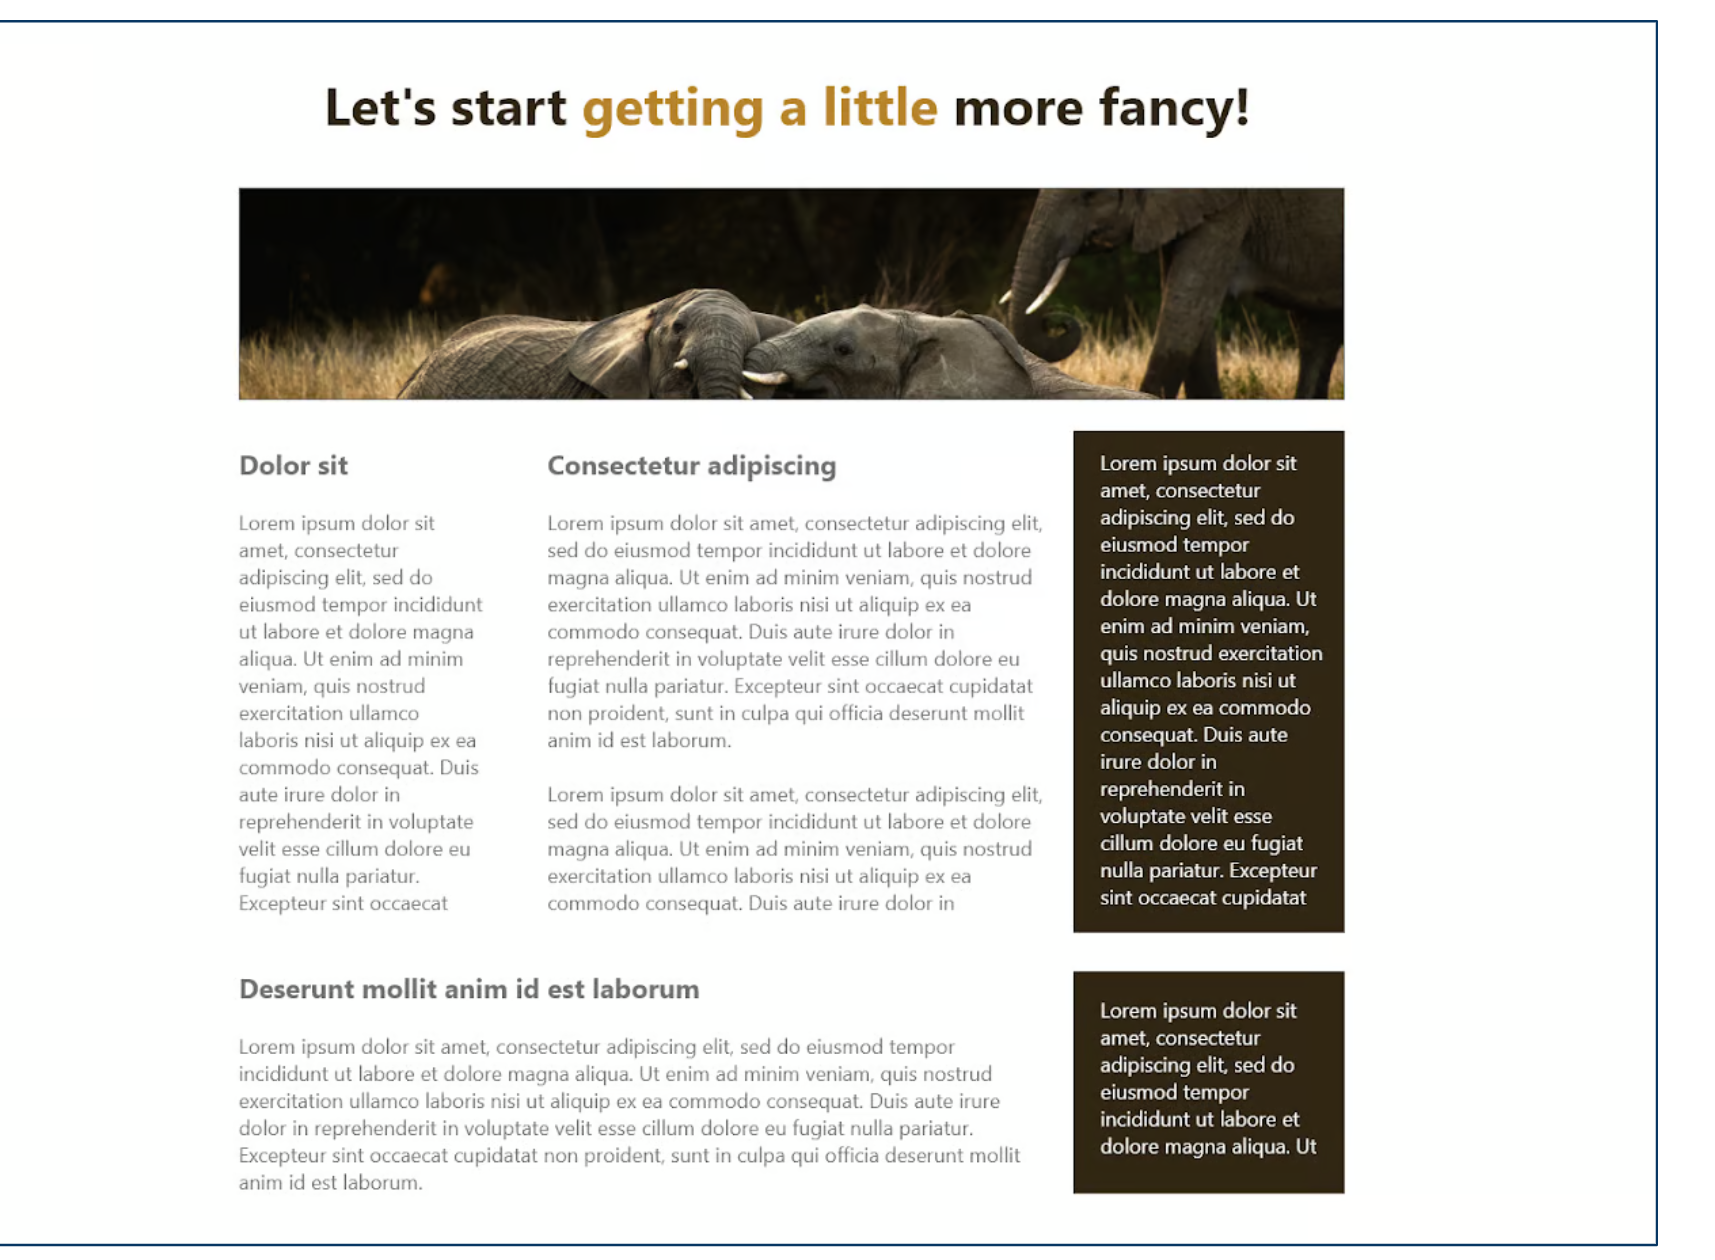 Let's start getting a little more fancy!
Dolor sit
Lorem ipsum dolor sit
amet, consectetur
adipiscing elit, sed do
eiusmod tempor incididunt
ut labore et dolore magna
aliqua. Ut enim ad minim
veniam, quis nostrud
exercitation ullamco
laboris nisi ut aliquip ex ea
commodo consequat. Duis
aute irure dolor in
reprehenderit in voluptate
velit esse cillum dolore eu
fugiat nulla pariatur.
Excepteur sint occaecat
Consectetur adipiscing
Lorem ipsum dolor sit amet, consectetur adipiscing elit,
sed do eiusmod tempor incididunt ut labore et dolore
magna aliqua. Ut enim ad minim veniam, quis nostrud
exercitation ullamco laboris nisi ut aliquip ex ea
commodo consequat. Duis aute irure dolor in
reprehenderit in voluptate velit esse cillum dolore eu
fugiat nulla pariatur. Excepteur sint occaecat cupidatat
non proident, sunt in culpa qui officia deserunt mollit
anim id est laborum.
Lorem ipsum dolor sit amet, consectetur adipiscing elit,
sed do eiusmod tempor incididunt ut labore et dolore
magna aliqua. Ut enim ad minim veniam, quis nostrud
exercitation ullamco laboris nisi ut aliquip ex ea
commodo consequat. Duis aute irure dolor in
Lorem ipsum dolor sit
amet, consectetur
adipiscing elit, sed do
eiusmod tempor
incididunt ut labore et
dolore magna aliqua. Ut
enim ad minim veniam,
quis nostrud exercitation
ullamco laboris nisi ut
aliquip ex ea commodo
consequat. Duis aute
irure dolor in
reprehenderit in
voluptate velit esse
cillum dolore eu fugiat
nulla pariatur. Excepteur
sint occaecat cupidatat
Deserunt mollit anim id est laborum
Lorem ipsum dolor sit amet, consectetur adipiscing elit, sed do eiusmod tempor
incididunt ut labore et dolore magna aliqua. Ut enim ad minim veniam, quis nostrud
exercitation ullamco laboris nisi ut aliquip ex ea commodo consequat. Duis aute irure
dolor in reprehenderit in voluptate velit esse cillum dolore eu fugiat nulla pariatur.
Excepteur sint occaecat cupidatat non proident, sunt in culpa qui officia deserunt mollit
anim id est laborum.
Lorem ipsum dolor sit
amet, consectetur
adipiscing elit, sed do
eiusmod tempor
incididunt ut labore et
dolore magna aliqua. Ut